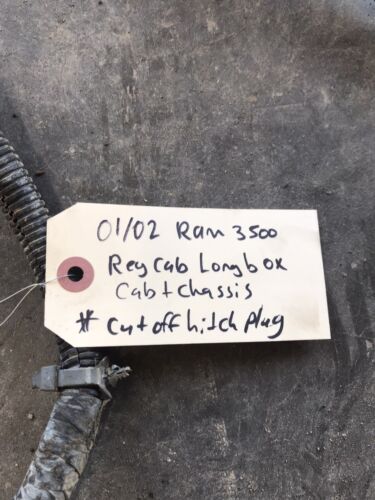 01/02 Ram 3500
Reg Cab Longbox
Cab + chassis
# Cut off hitch plug